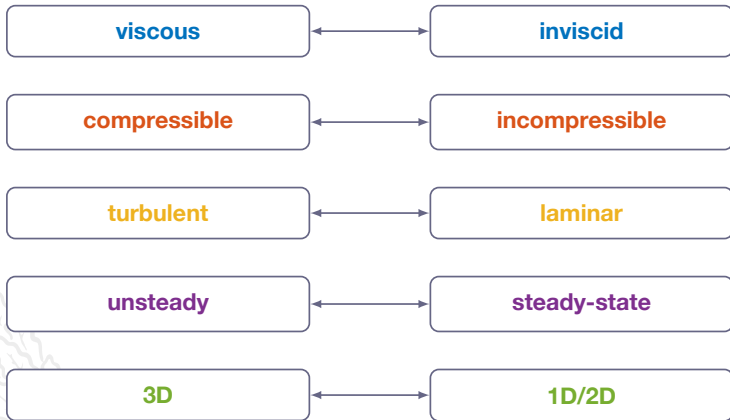 viscous inviscid
compressible incompressible
turbulent laminar
unsteady steady-state
3D 1D/2D